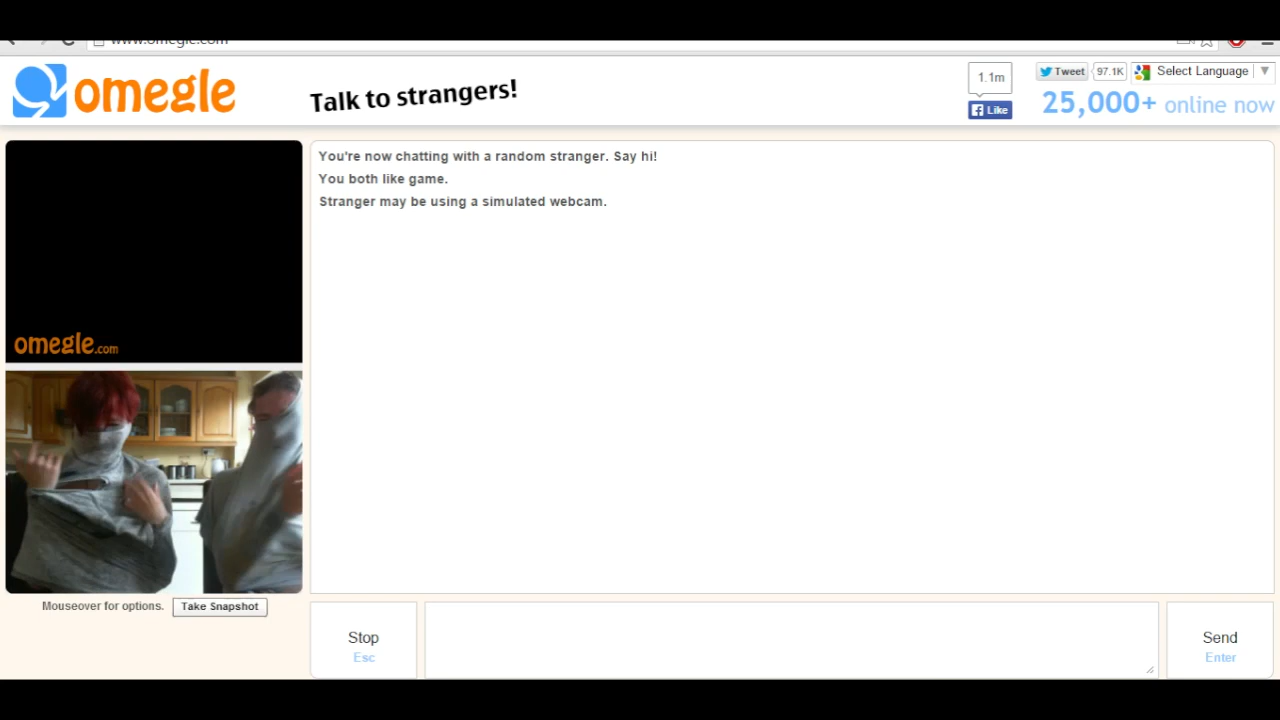 www.omegle.com
omegle
Talk to strangers!
1.1m
Like
Tweet
97.1K
Select Language
25,000+ online now
You're now chatting with a random stranger. Say hi!
You both like game.
Stranger may be using a simulated webcam.
omegle.com
Mouseover for options.
Take Snapshot
Stop
Esc
Send
Enter